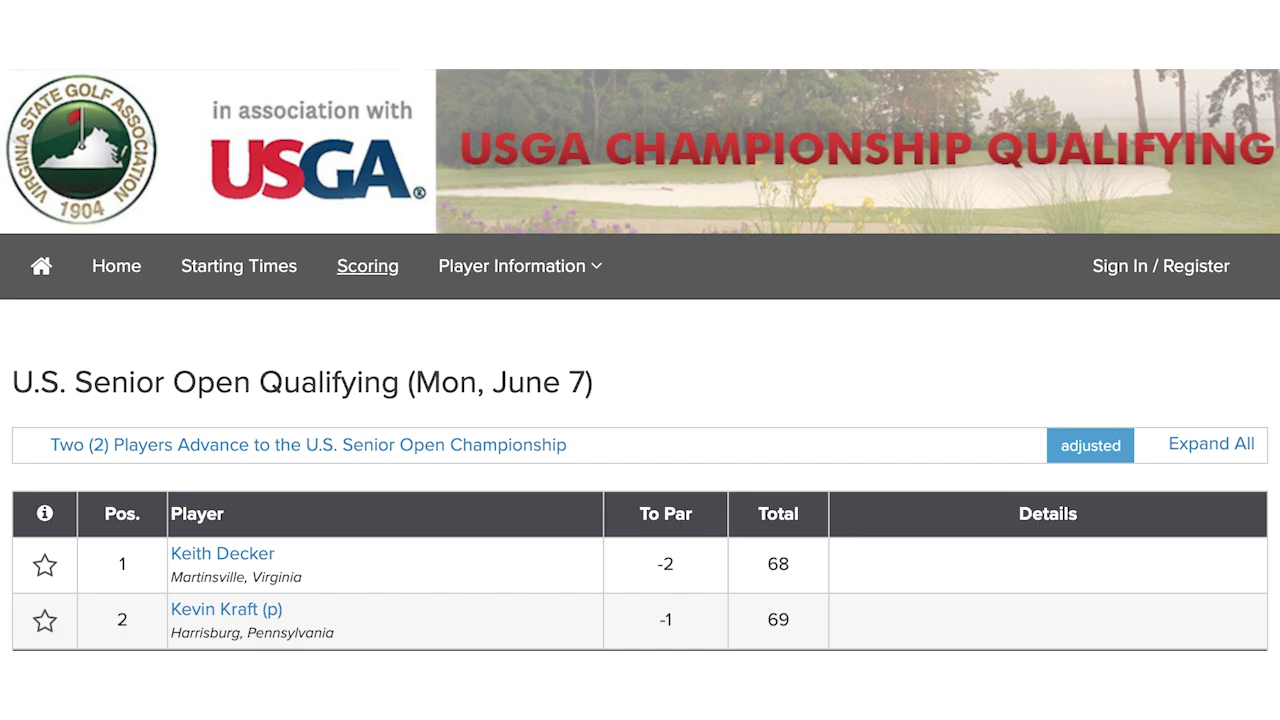 VIRGINIA STATE GOLF ASSOCIATION
1904
in association with
USGA®
USGA CHAMPIONSHIP QUALIFYING
Home Starting Times Scoring Player Information Sign In / Register
U.S. Senior Open Qualifying (Mon, June 7)
Two (2) Players Advance to the U.S. Senior Open Championship adjusted Expand All
Pos. Player To Par Total Details
1 Keith Decker -2 68
Martinsville, Virginia
2 Kevin Kraft (p) -1 69
Harrisburg, Pennsylvania